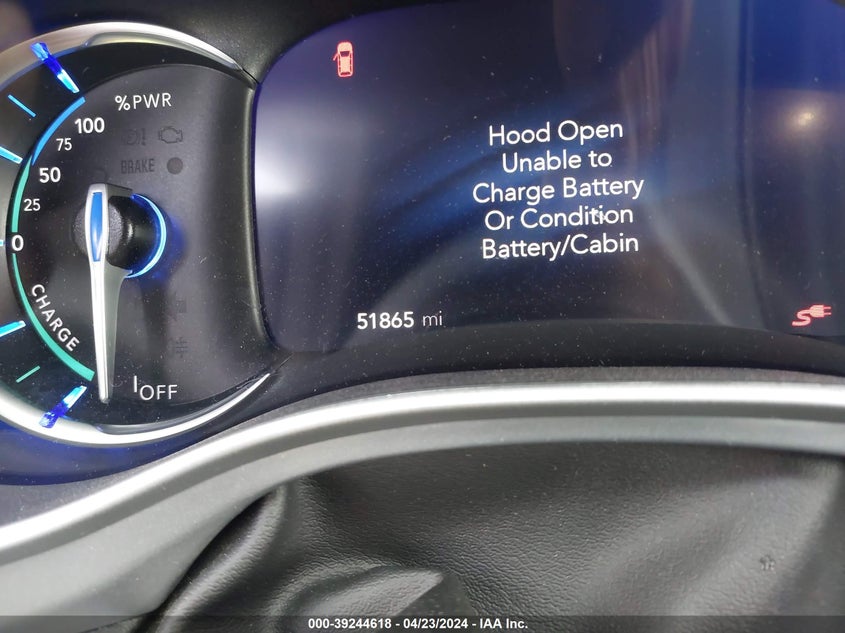 %PWR
100
75
50
25
0
CHARGE
BRAKE
OFF
Hood Open
Unable to
Charge Battery
Or Condition
Battery/Cabin
51865 mi
000-39244618 - 04/23/2024 - IAA Inc.